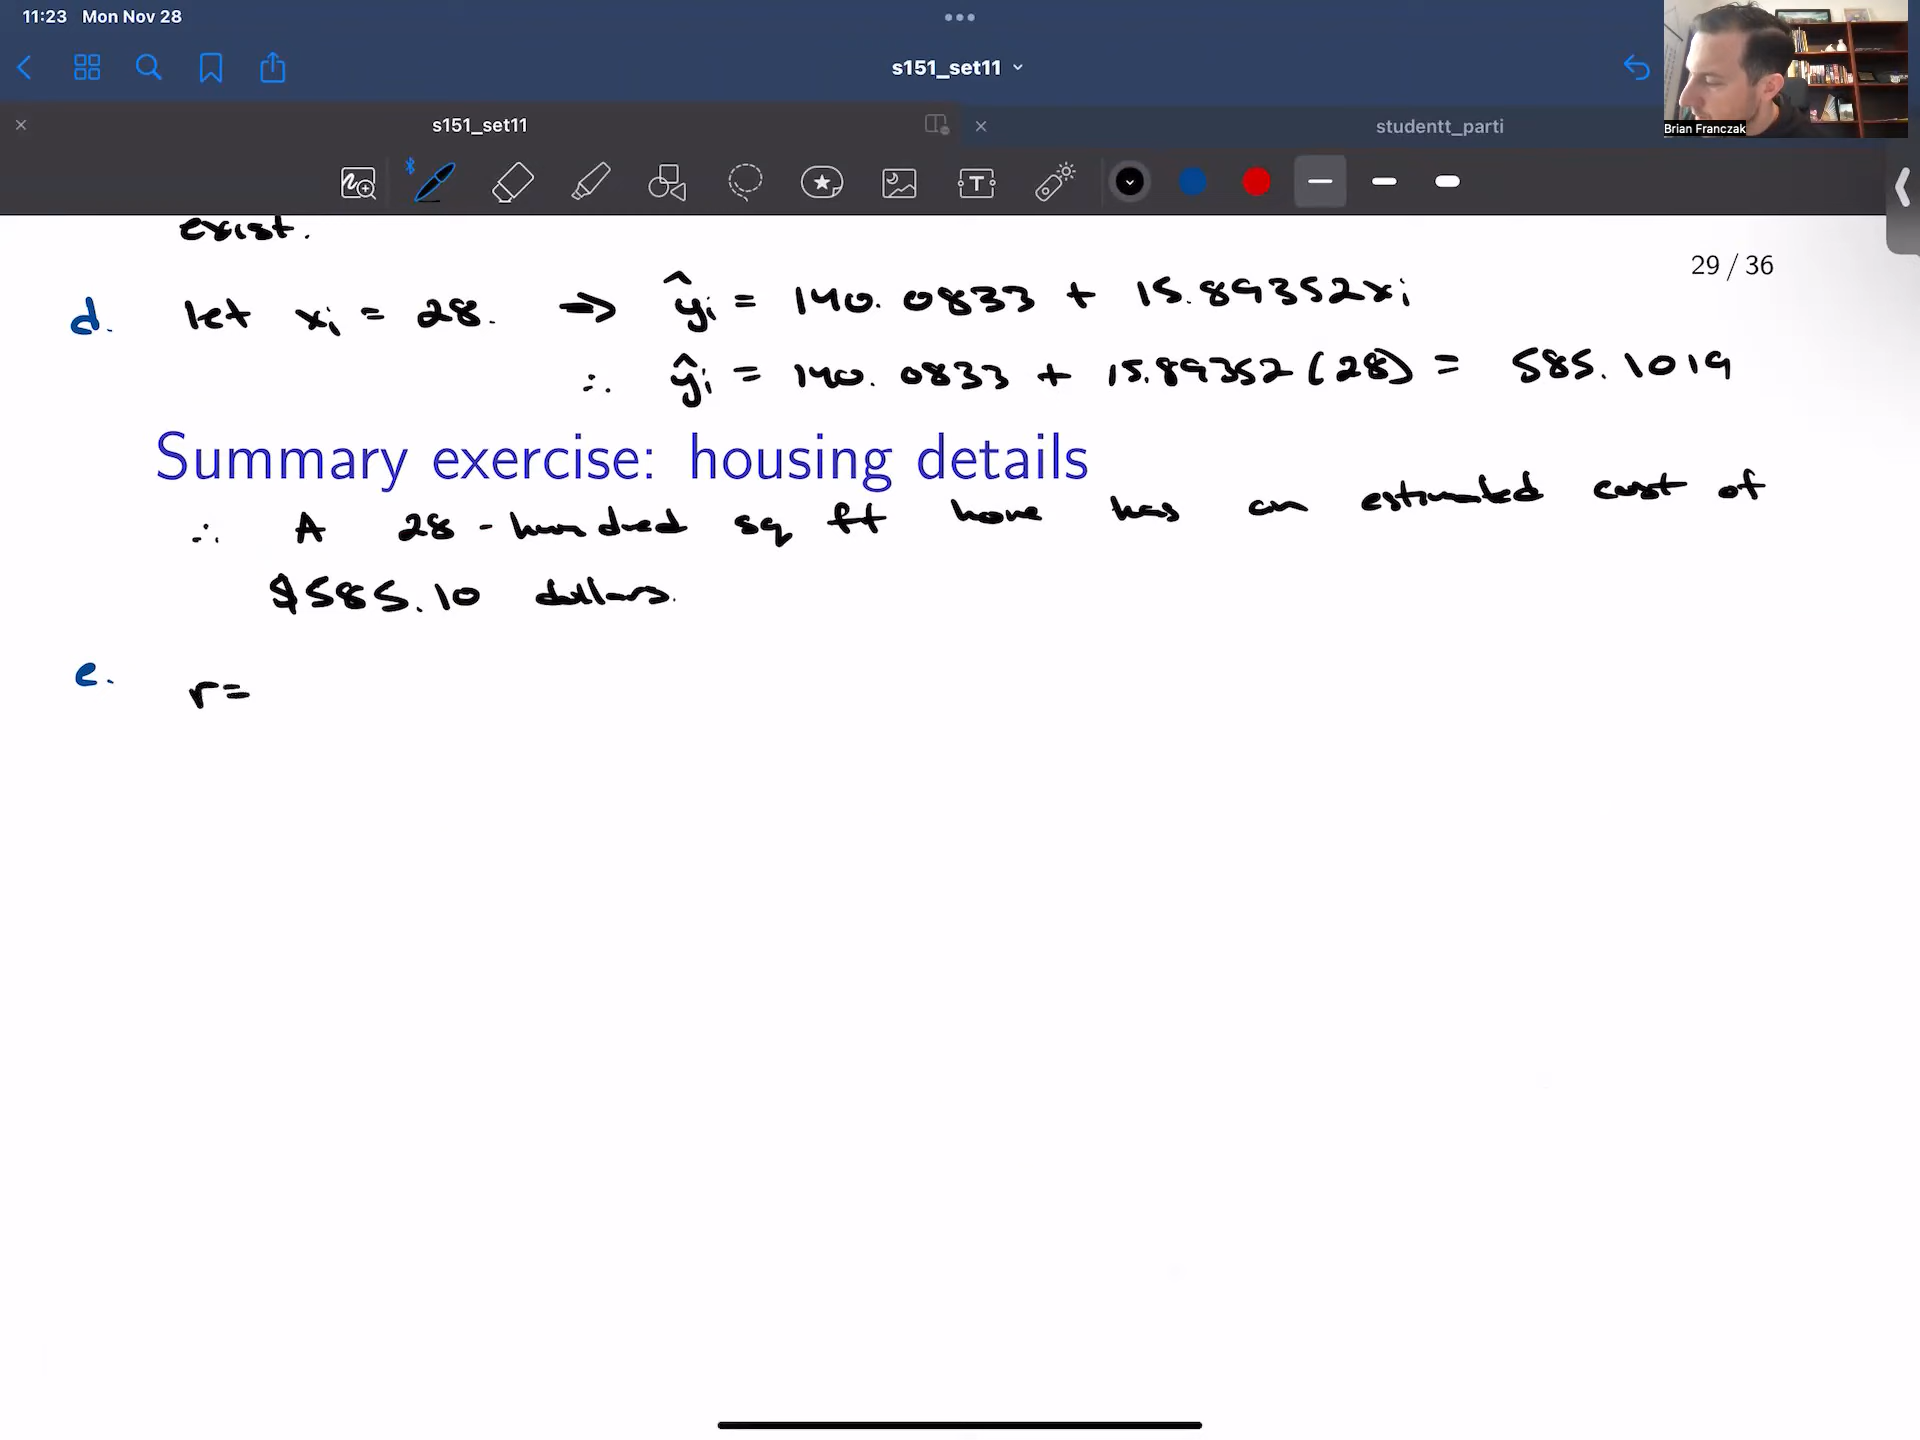 11:23 Mon Nov 28
s151_set11
Brian Franczak
s151_set11
studentt_parti
T
exist.
29 / 36
d. let xi = 28. ⇒ ŷi = 140.0833 + 15.89352xi
∴ ŷi = 140.0833 + 15.89352(28) = 585.1019
Summary exercise: housing details
∴ A 28-hundred sq ft home has an estimated cost of
$585.10 dollars.
e. r=